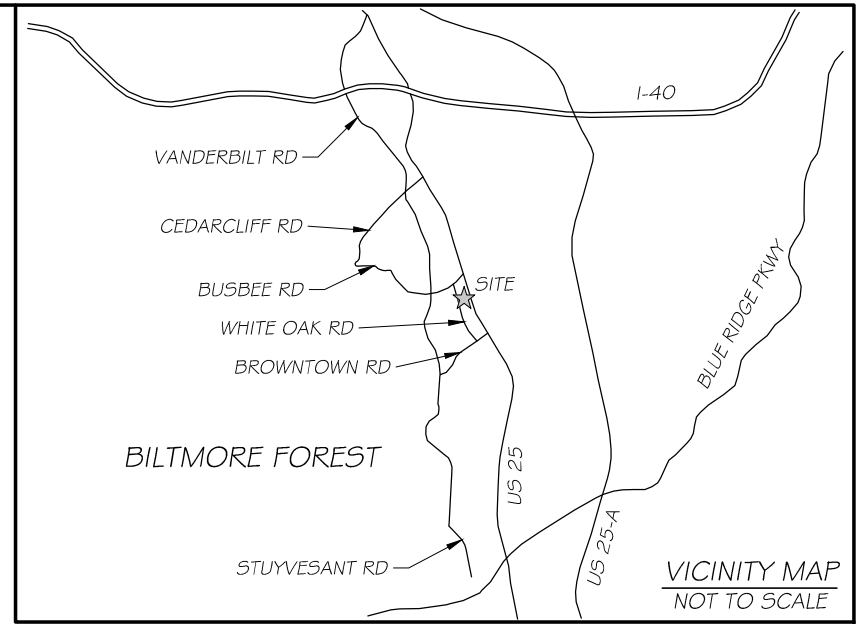 I-40
VANDERBILT RD
CEDARCLIFF RD
BUSBEE RD
SITE
WHITE OAK RD
BROWNTOWN RD
BLUE RIDGE PKWY
BILTMORE FOREST
US 25
US 25-A
STUYVESANT RD
VICINITY MAP
NOT TO SCALE